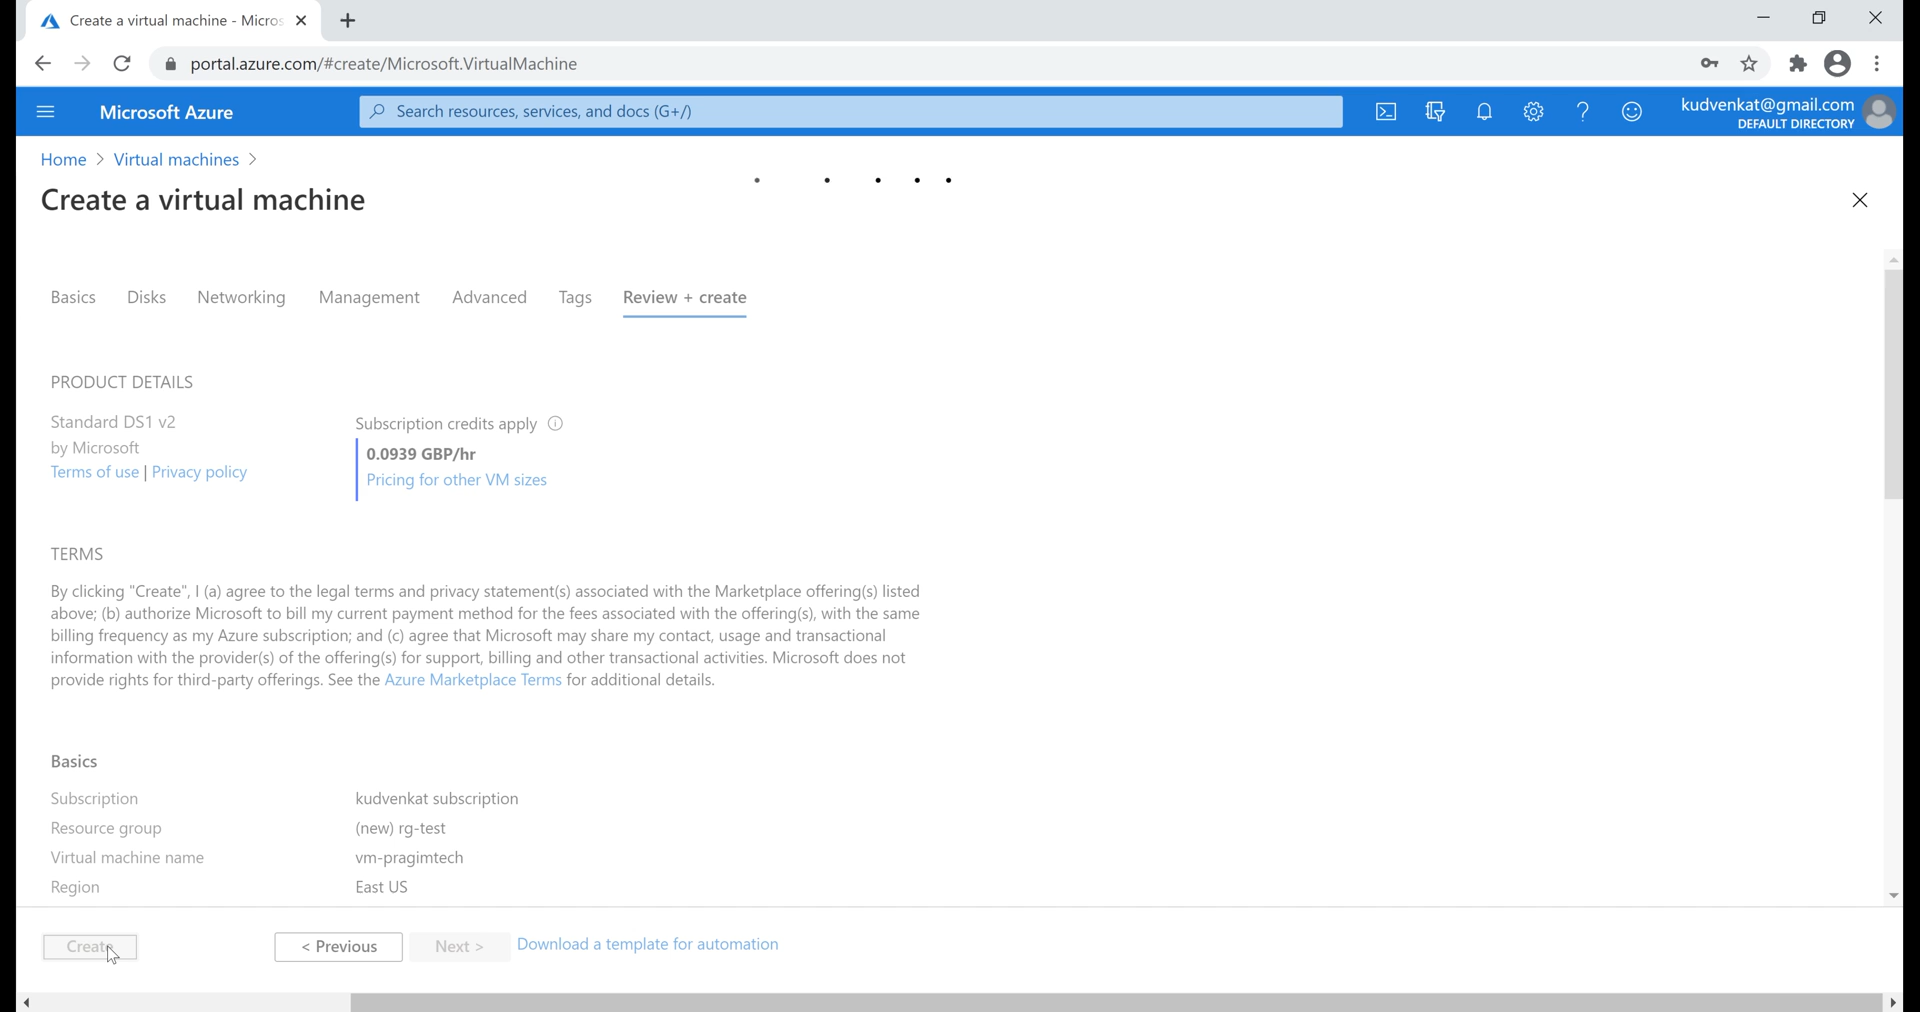 Create a virtual machine - Micros
portal.azure.com/#create/Microsoft.VirtualMachine
Microsoft Azure
Search resources, services, and docs (G+/)
kudvenkat@gmail.com
DEFAULT DIRECTORY
Home > Virtual machines >
Create a virtual machine
Basics Disks Networking Management Advanced Tags Review + create
PRODUCT DETAILS
Standard DS1 v2
by Microsoft
Terms of use | Privacy policy
Subscription credits apply
0.0939 GBP/hr
Pricing for other VM sizes
TERMS
By clicking "Create", I (a) agree to the legal terms and privacy statement(s) associated with the Marketplace offering(s) listed
above; (b) authorize Microsoft to bill my current payment method for the fees associated with the offering(s), with the same
billing frequency as my Azure subscription; and (c) agree that Microsoft may share my contact, usage and transactional
information with the provider(s) of the offering(s) for support, billing and other transactional activities. Microsoft does not
provide rights for third-party offerings. See the Azure Marketplace Terms for additional details.
Basics
Subscription kudvenkat subscription
Resource group (new) rg-test
Virtual machine name vm-pragimtech
Region East US
Create < Previous Next > Download a template for automation